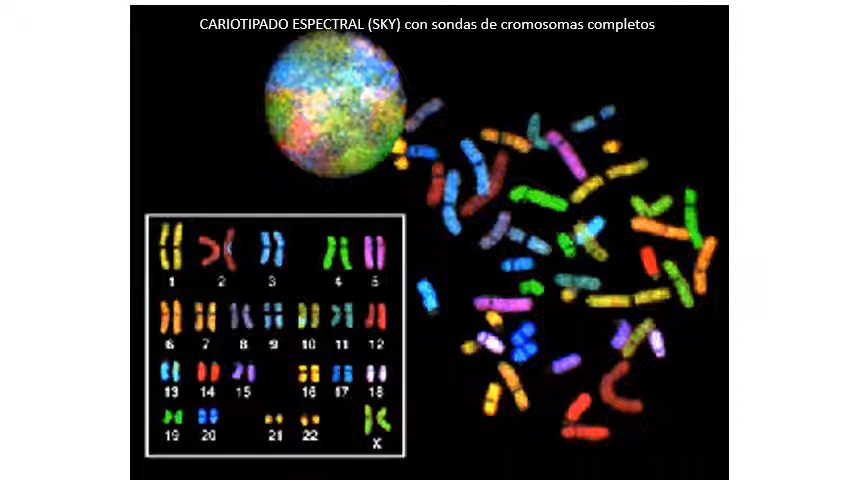 CARIOTIPADO ESPECTRAL (SKY) con sondas de cromosomas completos
1 2 3 4 5
6 7 8 9 10 11 12
13 14 15 16 17 18
19 20 21 22 X